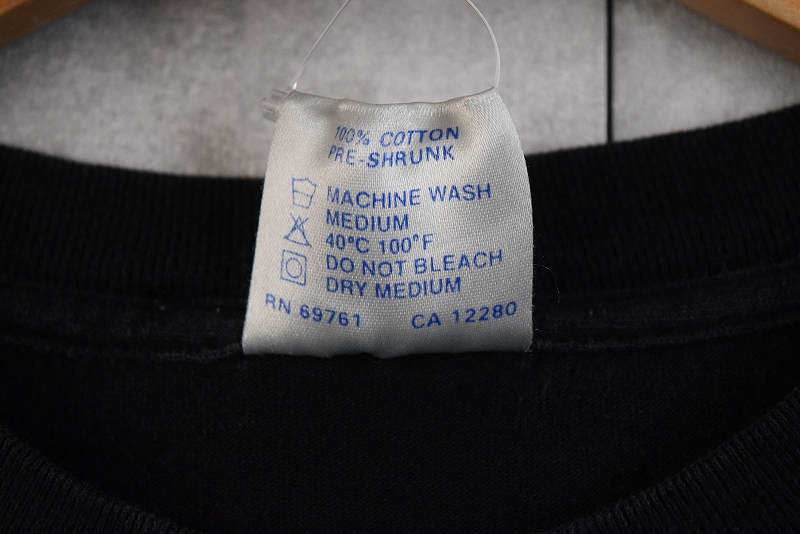 100% COTTON
PRE-SHRUNK
MACHINE WASH
MEDIUM
40°C 100°F
DO NOT BLEACH
DRY MEDIUM
RN 69761 CA 12280